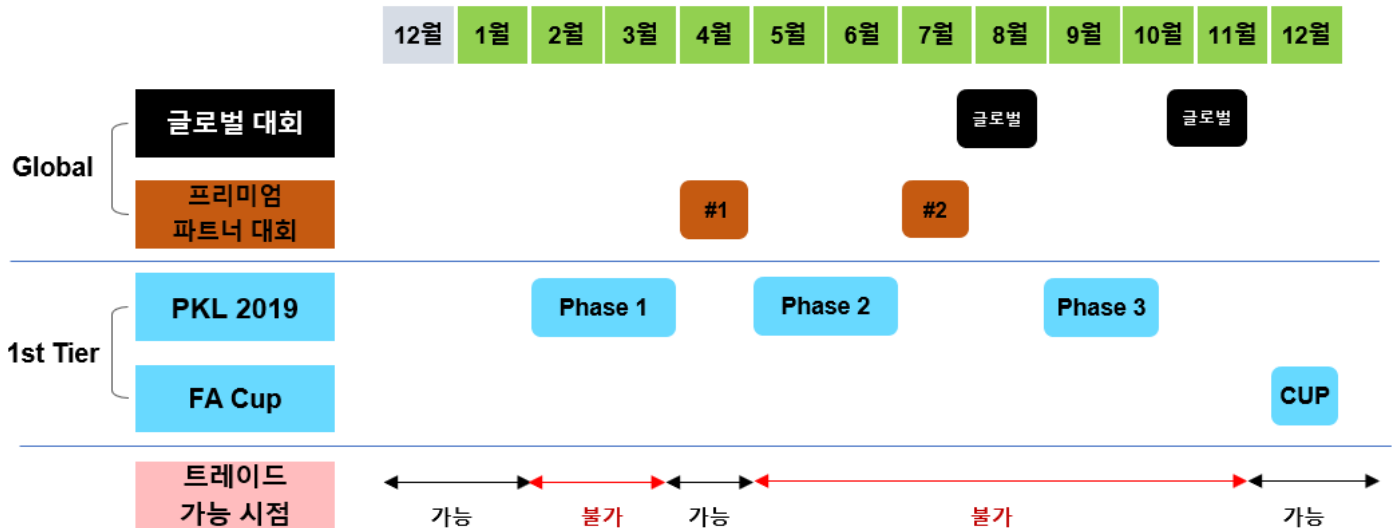 12월 1월 2월 3월 4월 5월 6월 7월 8월 9월 10월 11월 12월
Global
글로벌 대회
글로벌 글로벌
프리미엄
파트너 대회
#1 #2
1st Tier
PKL 2019
Phase 1 Phase 2 Phase 3
FA Cup
CUP
트레이드
가능 시점
가능 불가 가능 불가 가능